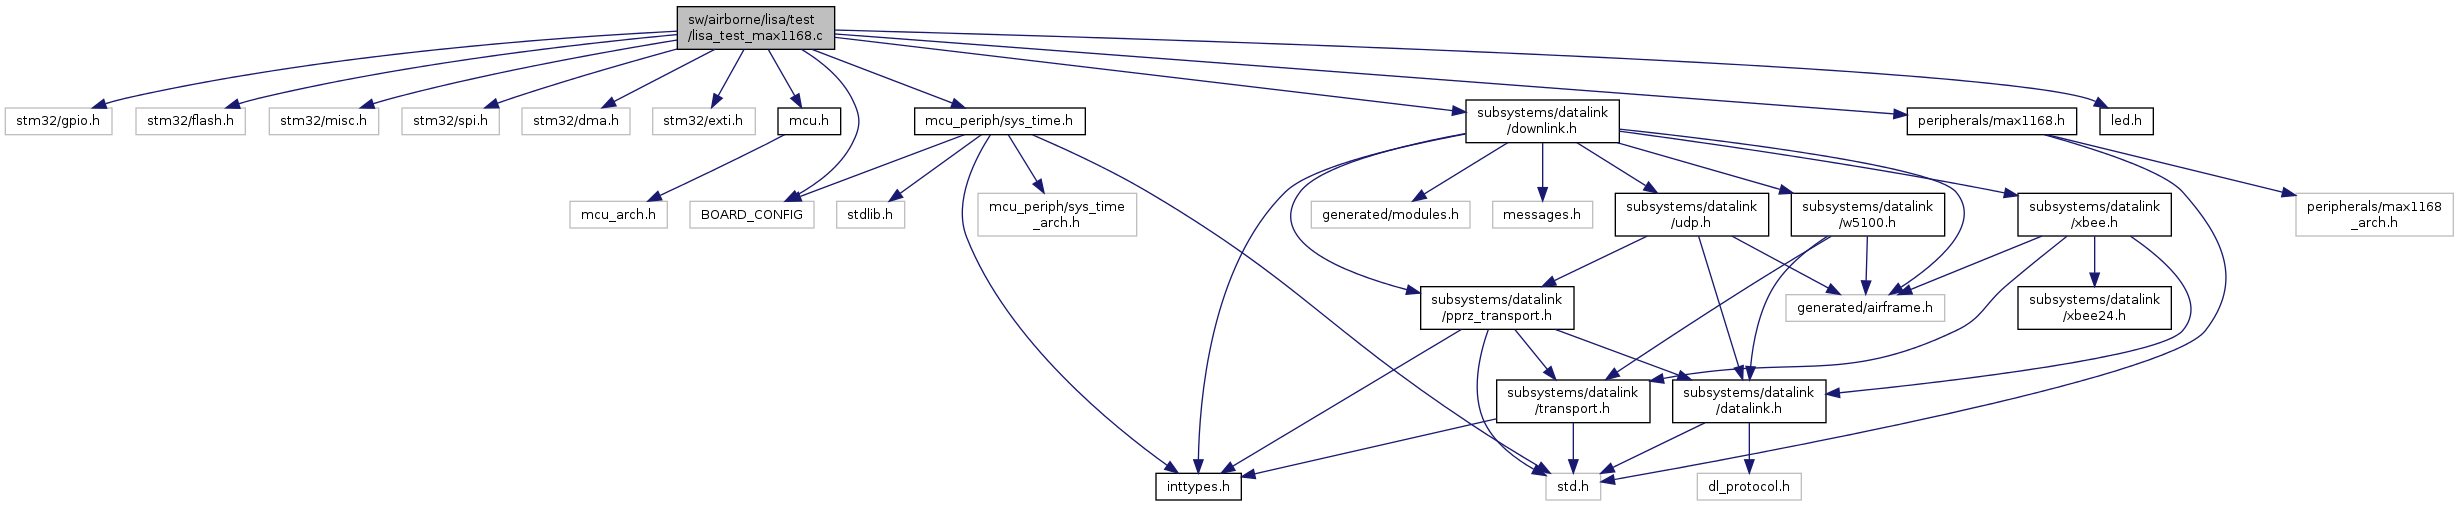 sw/airborne/lisa/test
/lisa_test_max1168.c
stm32/gpio.h
stm32/flash.h
stm32/misc.h
stm32/spi.h
stm32/dma.h
stm32/exti.h
mcu.h
mcu_periph/sys_time.h
subsystems/datalink
/downlink.h
peripherals/max1168.h
led.h
mcu_arch.h
BOARD_CONFIG
stdlib.h
mcu_periph/sys_time
_arch.h
generated/modules.h
messages.h
subsystems/datalink
/udp.h
subsystems/datalink
/w5100.h
subsystems/datalink
/xbee.h
peripherals/max1168
_arch.h
subsystems/datalink
/pprz_transport.h
generated/airframe.h
subsystems/datalink
/xbee24.h
subsystems/datalink
/transport.h
subsystems/datalink
/datalink.h
inttypes.h
std.h
dl_protocol.h